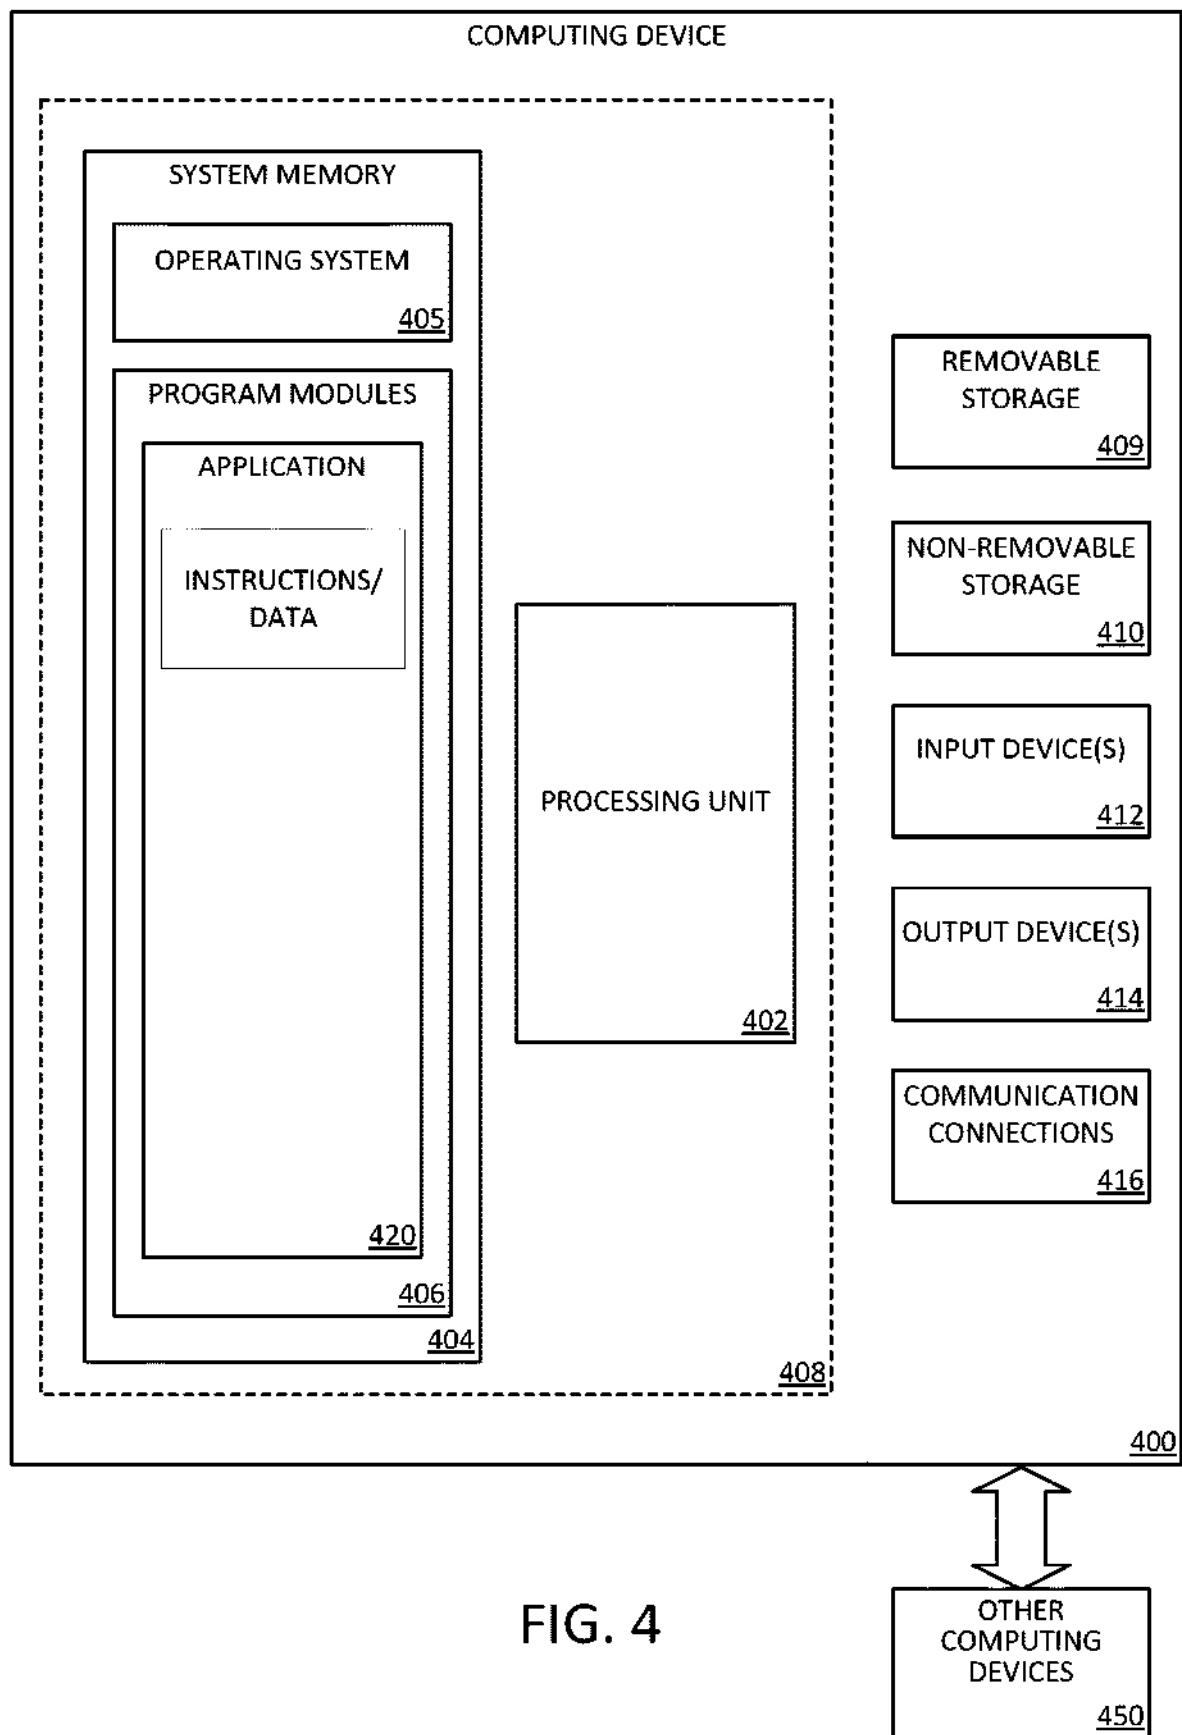 COMPUTING DEVICE
SYSTEM MEMORY
OPERATING SYSTEM
405
PROGRAM MODULES
APPLICATION
INSTRUCTIONS/
DATA
420
406
404
PROCESSING UNIT
402
408
REMOVABLE
STORAGE
409
NON-REMOVABLE
STORAGE
410
INPUT DEVICE(S)
412
OUTPUT DEVICE(S)
414
COMMUNICATION
CONNECTIONS
416
400
OTHER
COMPUTING
DEVICES
450
FIG. 4